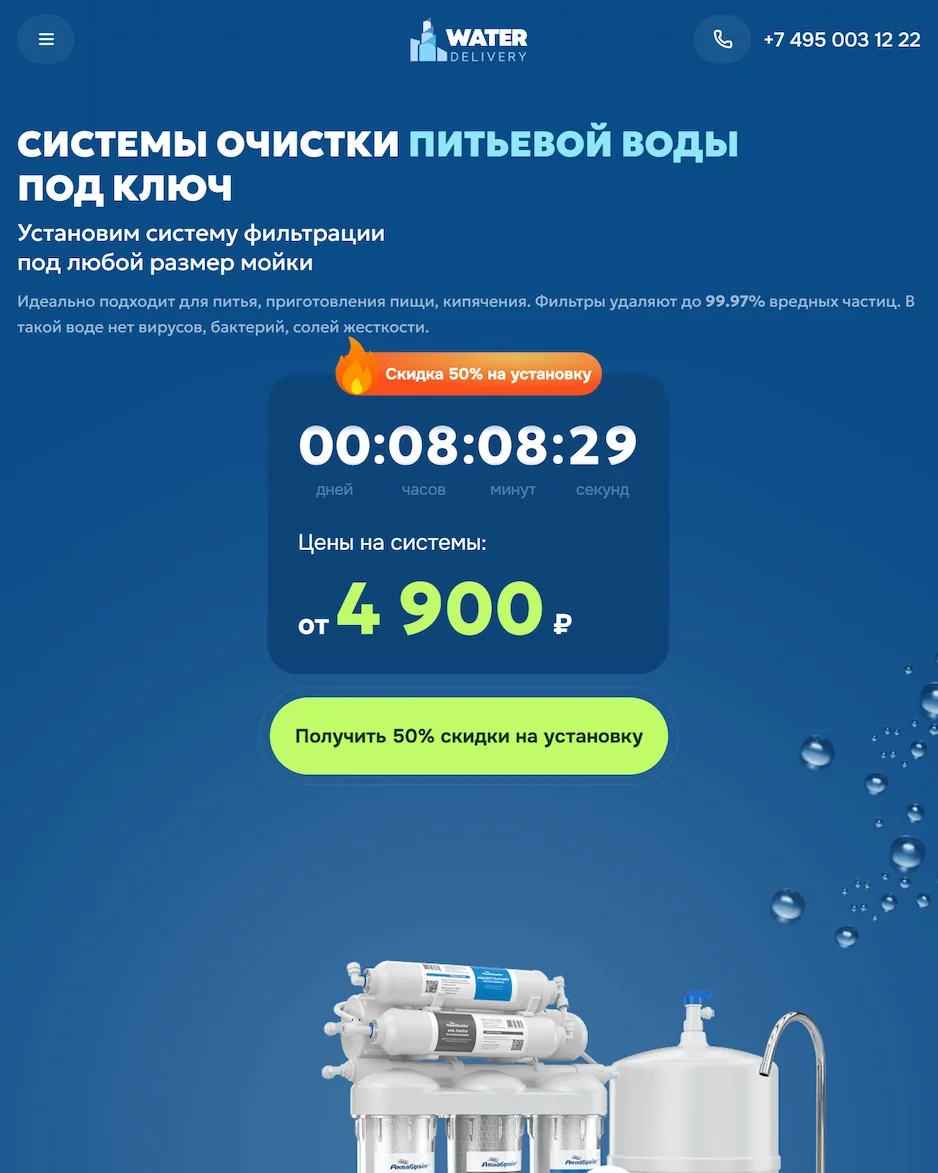 WATER
DELIVERY
+7 495 003 12 22
СИСТЕМЫ ОЧИСТКИ ПИТЬЕВОЙ ВОДЫ
ПОД КЛЮЧ
Установим систему фильтрации
под любой размер мойки
Идеально подходит для питья, приготовления пищи, кипячения. Фильтры удаляют до 99.97% вредных частиц. В
такой воде нет вирусов, бактерий, солей жесткости.
Скидка 50% на установку
00:08:08:29
дней часов минут секунд
Цены на системы:
от 4 900 ₽
Получить 50% скидки на установку
АкваБрайт
АкваБрайт
АкваБрайт